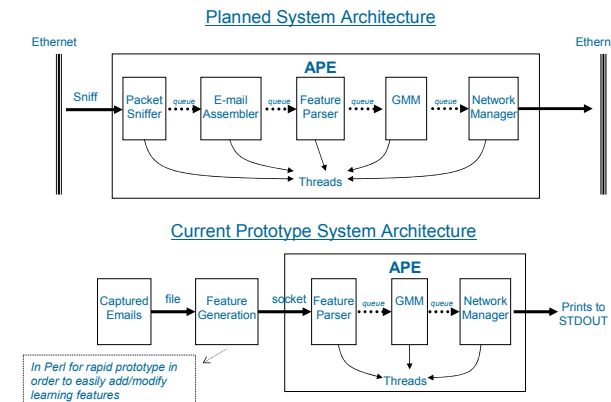 Planned System Architecture
Ethernet
Ethern
APE
Sniff
Packet
Sniffer
queue
E-mail
Assembler
queue
Feature
Parser
queue
GMM
queue
Network
Manager
Threads
Current Prototype System Architecture
APE
Captured
Emails
file
Feature
Generation
socket
Feature
Parser
queue
GMM
queue
Network
Manager
Prints to
STDOUT
Threads
In Perl for rapid prototype in
order to easily add/modify
learning features